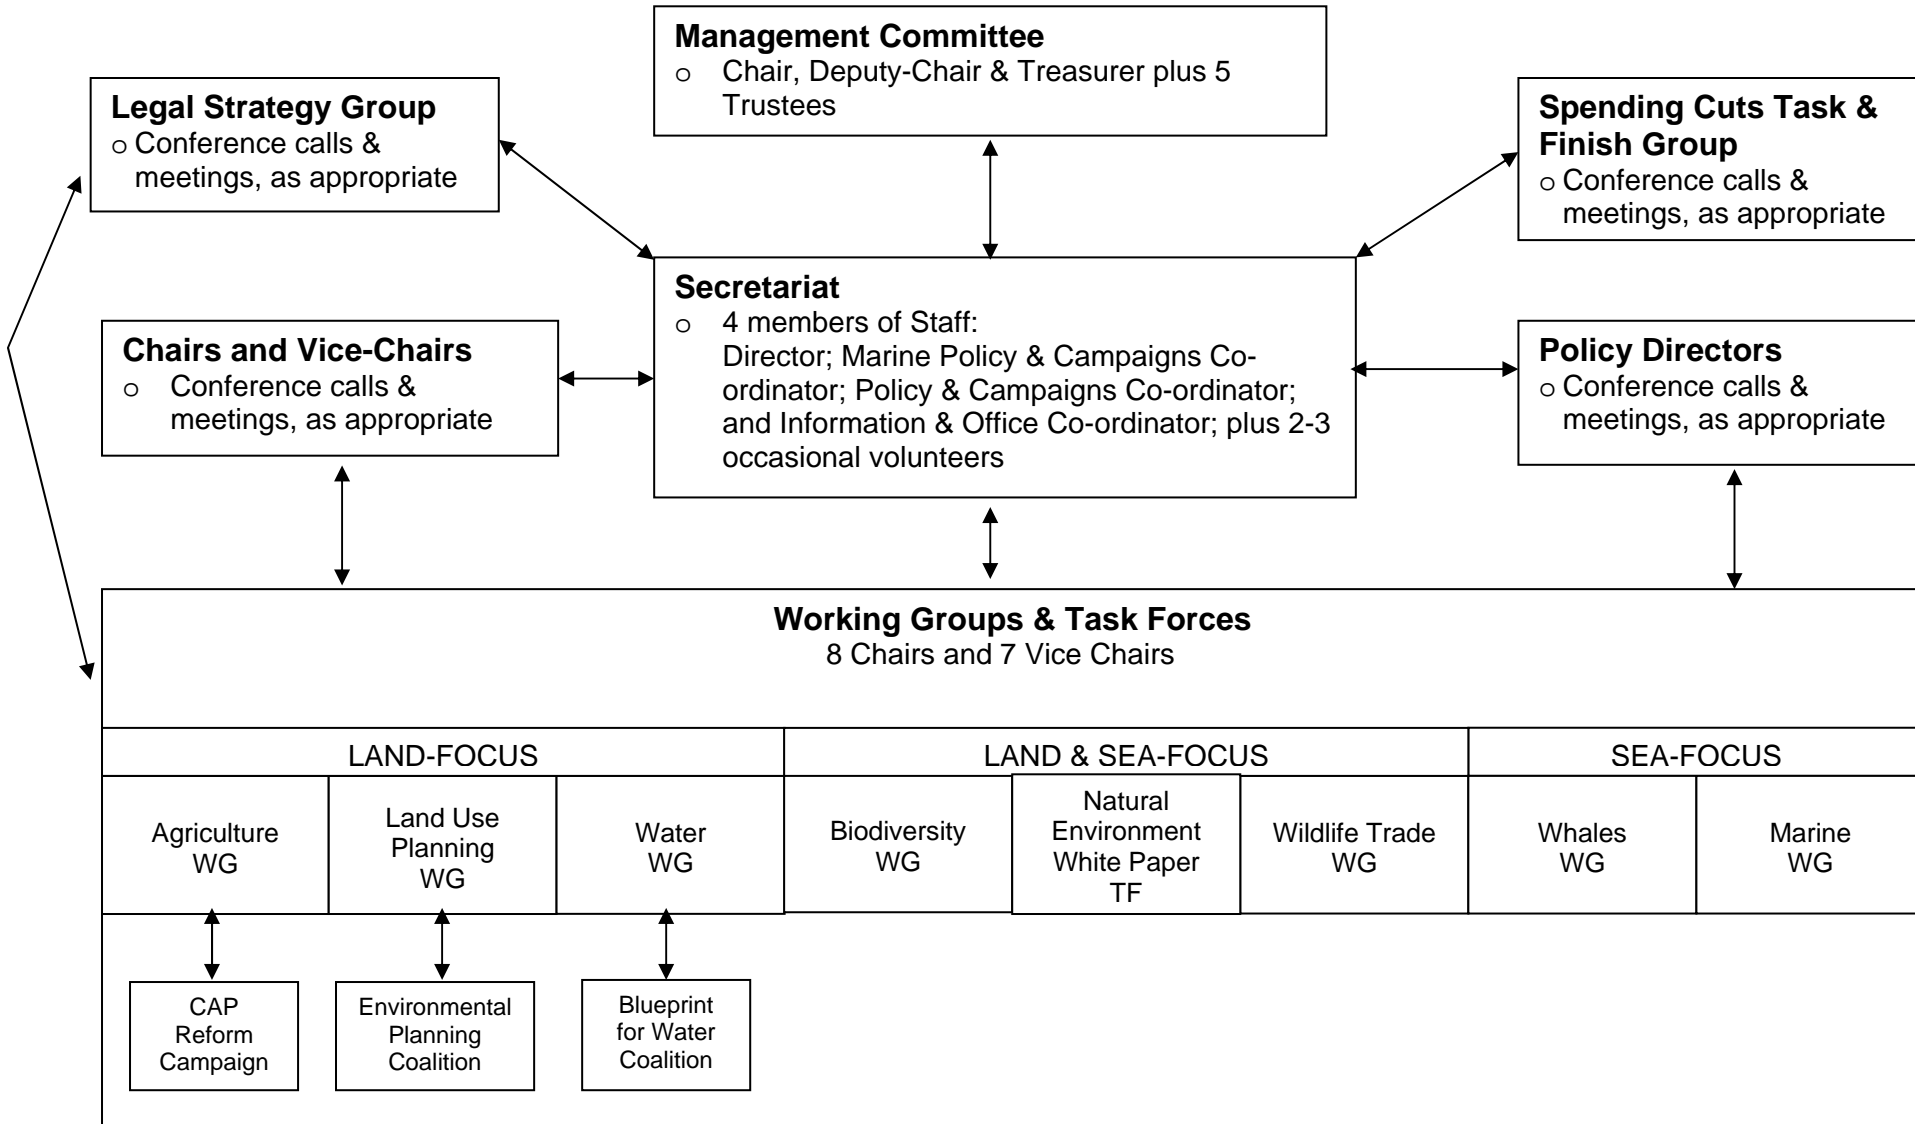 Management Committee
o Chair, Deputy-Chair & Treasurer plus 5
Trustees
Legal Strategy Group
o Conference calls &
meetings, as appropriate
Spending Cuts Task &
Finish Group
o Conference calls &
meetings, as appropriate
Secretariat
o 4 members of Staff:
Director; Marine Policy & Campaigns Co-
ordinator; Policy & Campaigns Co-ordinator;
and Information & Office Co-ordinator; plus 2-3
occasional volunteers
Chairs and Vice-Chairs
o Conference calls &
meetings, as appropriate
Policy Directors
o Conference calls &
meetings, as appropriate
Working Groups & Task Forces
8 Chairs and 7 Vice Chairs
LAND-FOCUS
LAND & SEA-FOCUS
SEA-FOCUS
Agriculture
WG
Land Use
Planning
WG
Water
WG
Biodiversity
WG
Natural
Environment
White Paper
TF
Wildlife Trade
WG
Whales
WG
Marine
WG
CAP
Reform
Campaign
Environmental
Planning
Coalition
Blueprint
for Water
Coalition